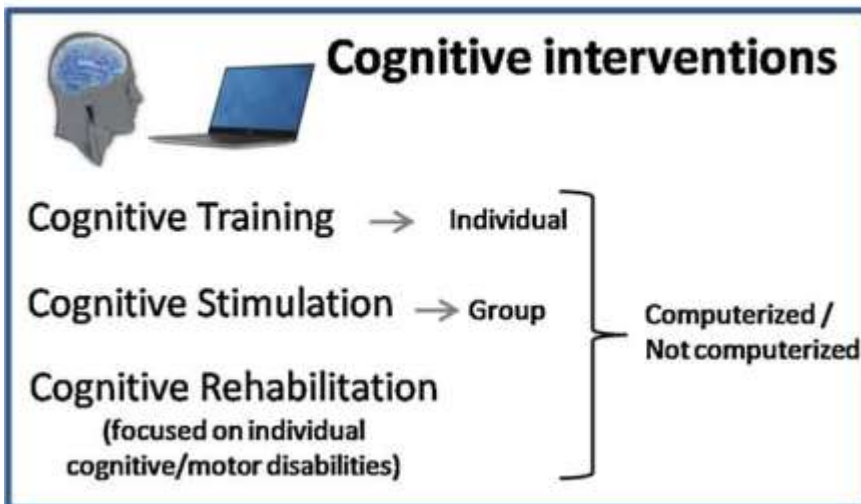 Cognitive interventions
Cognitive Training → Individual
Cognitive Stimulation → Group
Cognitive Rehabilitation
(focused on individual
cognitive/motor disabilities)
Computerized /
Not computerized